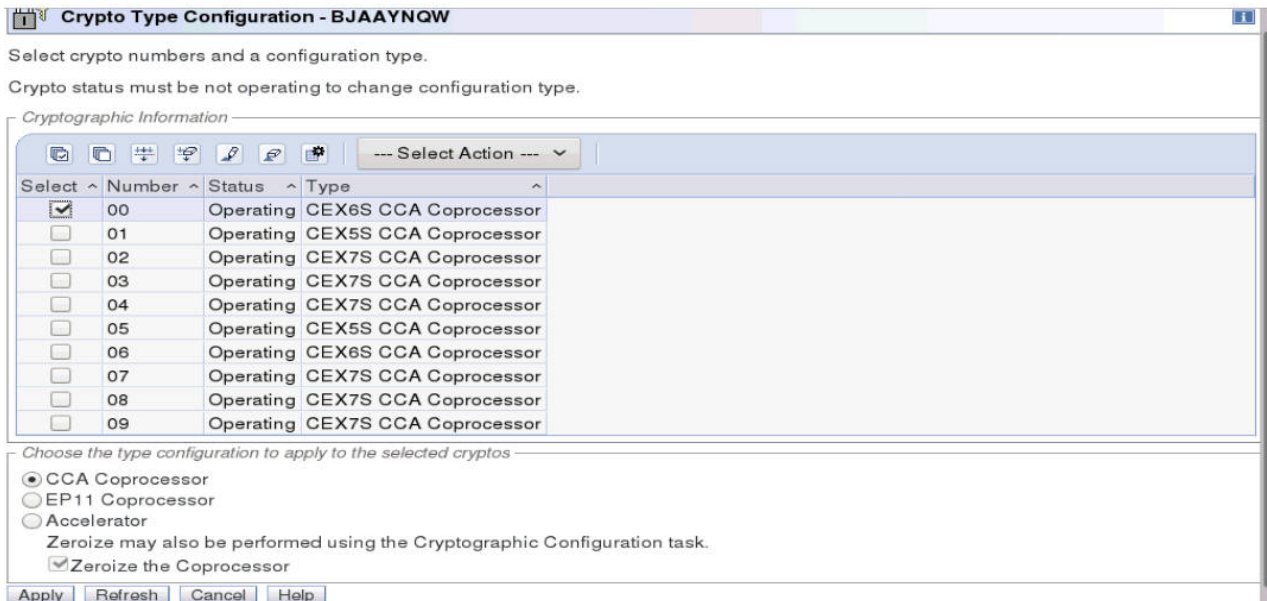 Crypto Type Configuration - BJAAYNQW
Select crypto numbers and a configuration type.
Crypto status must be not operating to change configuration type.
Cryptographic Information
--- Select Action ---
Select Number Status Type
00 Operating CEX6S CCA Coprocessor
01 Operating CEX5S CCA Coprocessor
02 Operating CEX7S CCA Coprocessor
03 Operating CEX7S CCA Coprocessor
04 Operating CEX7S CCA Coprocessor
05 Operating CEX5S CCA Coprocessor
06 Operating CEX6S CCA Coprocessor
07 Operating CEX7S CCA Coprocessor
08 Operating CEX7S CCA Coprocessor
09 Operating CEX7S CCA Coprocessor
Choose the type configuration to apply to the selected cryptos
CCA Coprocessor
EP11 Coprocessor
Accelerator
Zeroize may also be performed using the Cryptographic Configuration task.
Zeroize the Coprocessor
Apply Refresh Cancel Help